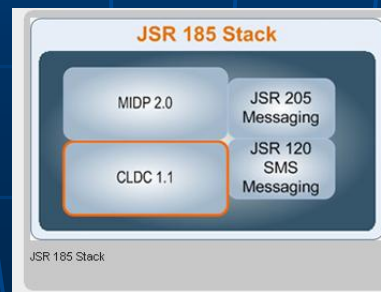 JSR 185 Stack
MIDP 2.0
JSR 205
Messaging
CLDC 1.1
JSR 120
SMS
Messaging
JSR 185 Stack